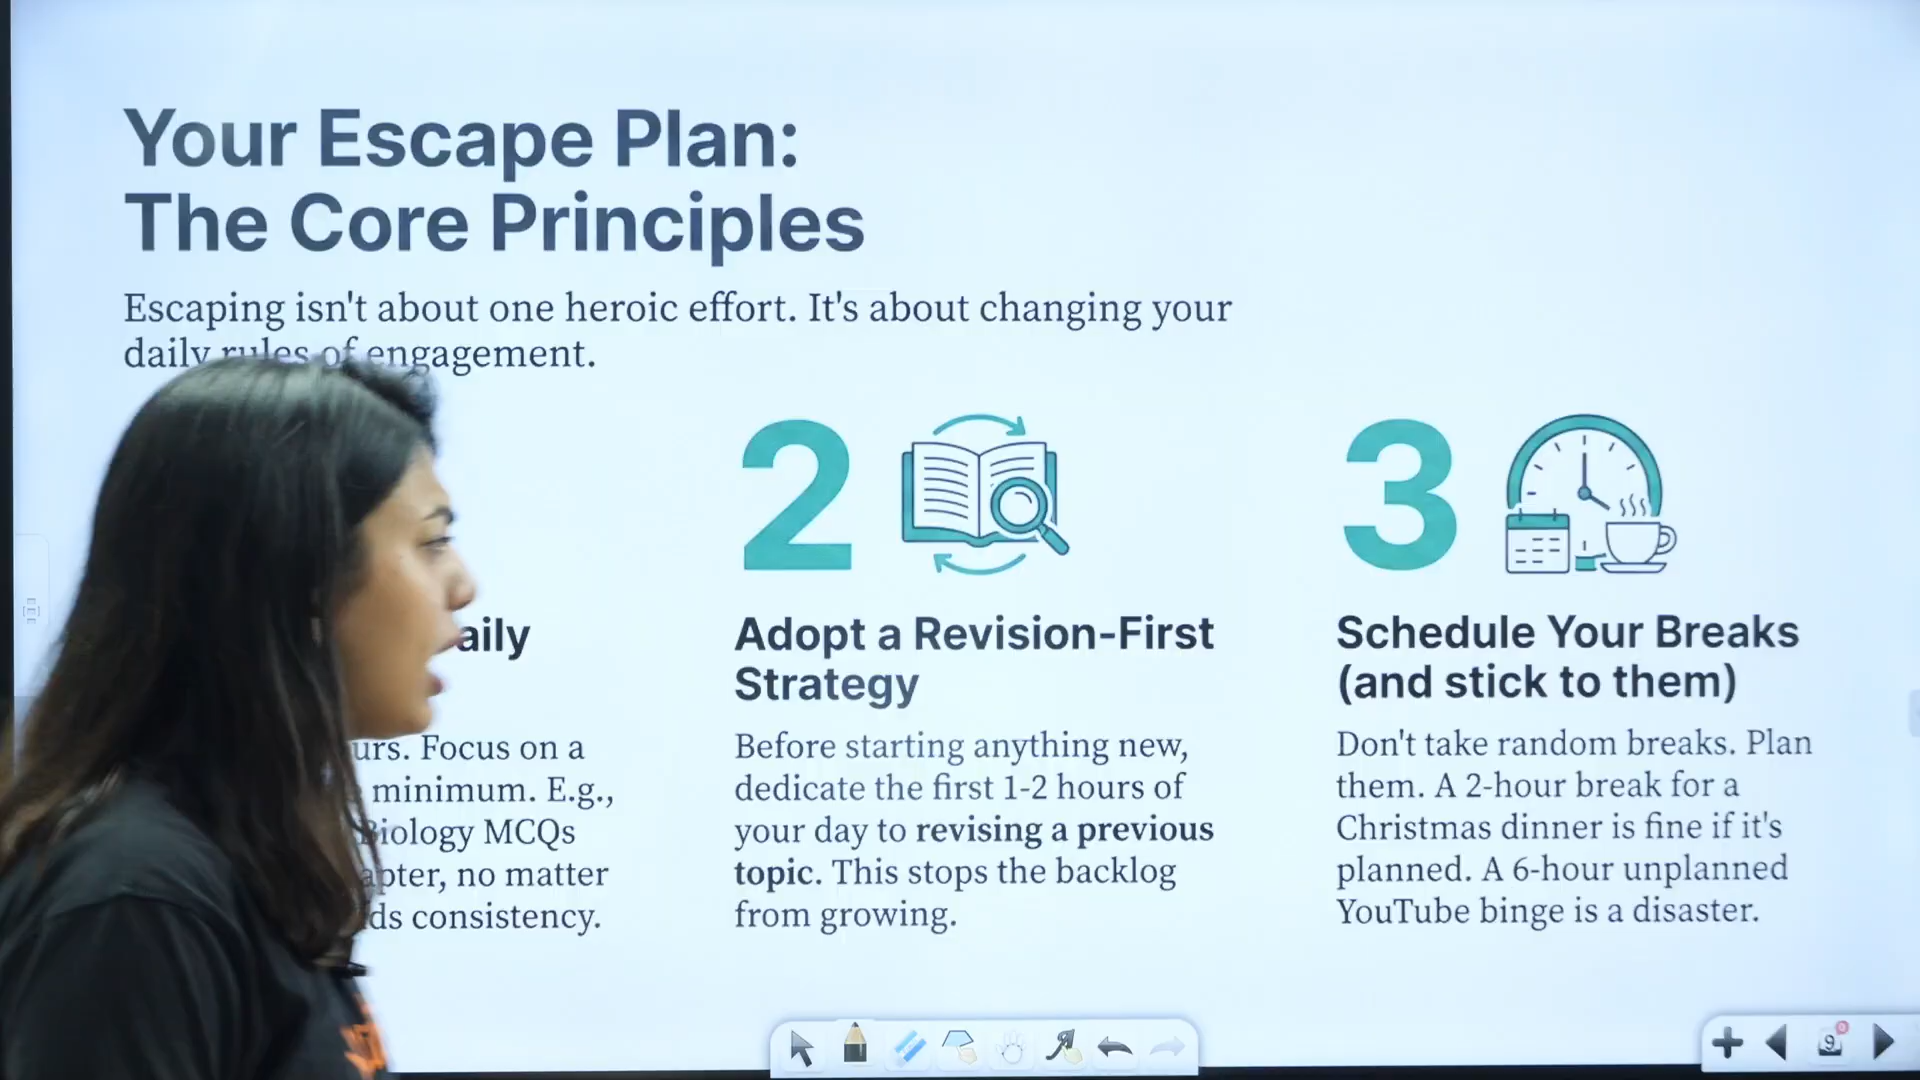 Your Escape Plan:
The Core Principles
Escaping isn't about one heroic effort. It's about changing your
daily rules of engagement.
2
3
Adopt a Revision-First
Strategy
Schedule Your Breaks
(and stick to them)
Focus on a
minimum. E.g.,
Biology MCQs
no matter
consistency.
Before starting anything new,
dedicate the first 1-2 hours of
your day to revising a previous
topic. This stops the backlog
from growing.
Don't take random breaks. Plan
them. A 2-hour break for a
Christmas dinner is fine if it's
planned. A 6-hour unplanned
YouTube binge is a disaster.
9